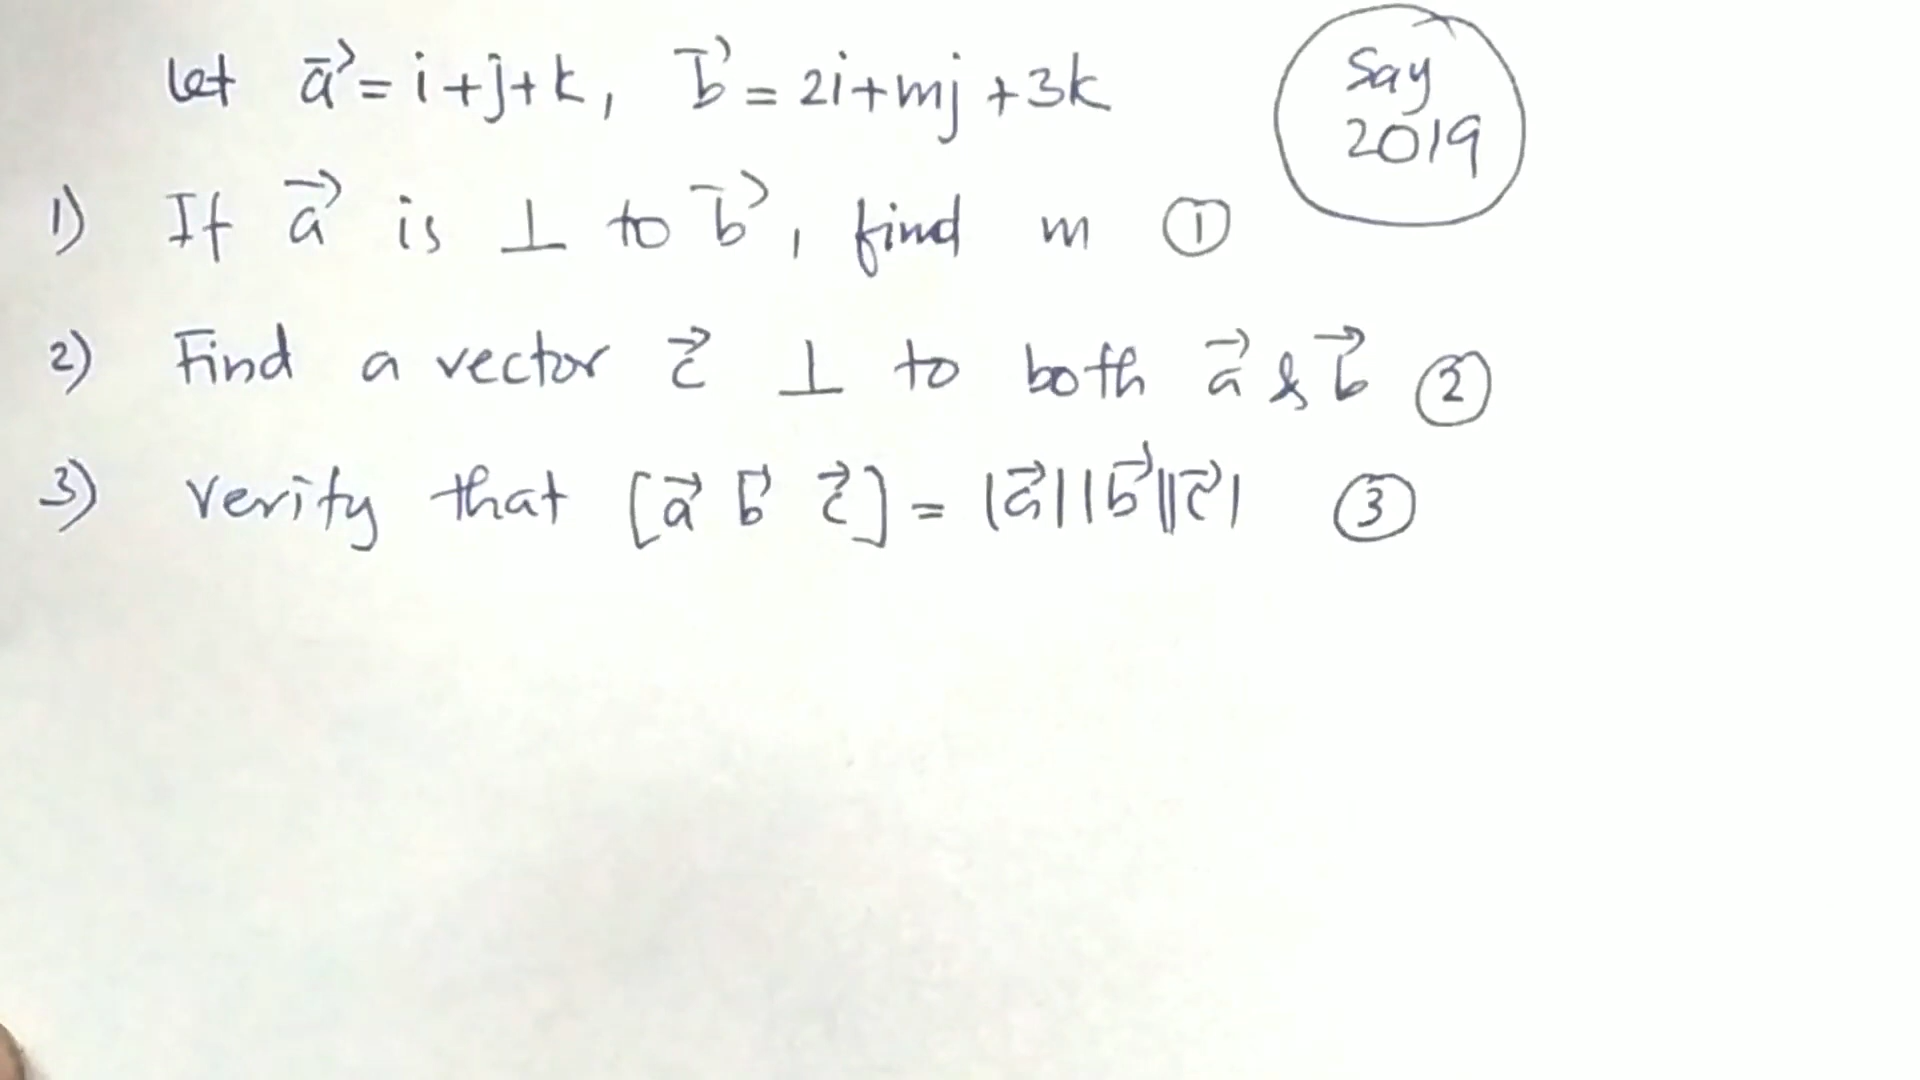 Let a⃗ = i+j+k, b⃗ = 2i+mj+3k
Say
2019
1) If a⃗ is ⊥ to b⃗, find m ①
2) Find a vector c⃗ ⊥ to both a⃗ & b⃗ ②
3) verify that [a⃗ b⃗ c⃗] = |a⃗||b⃗||c⃗| ③